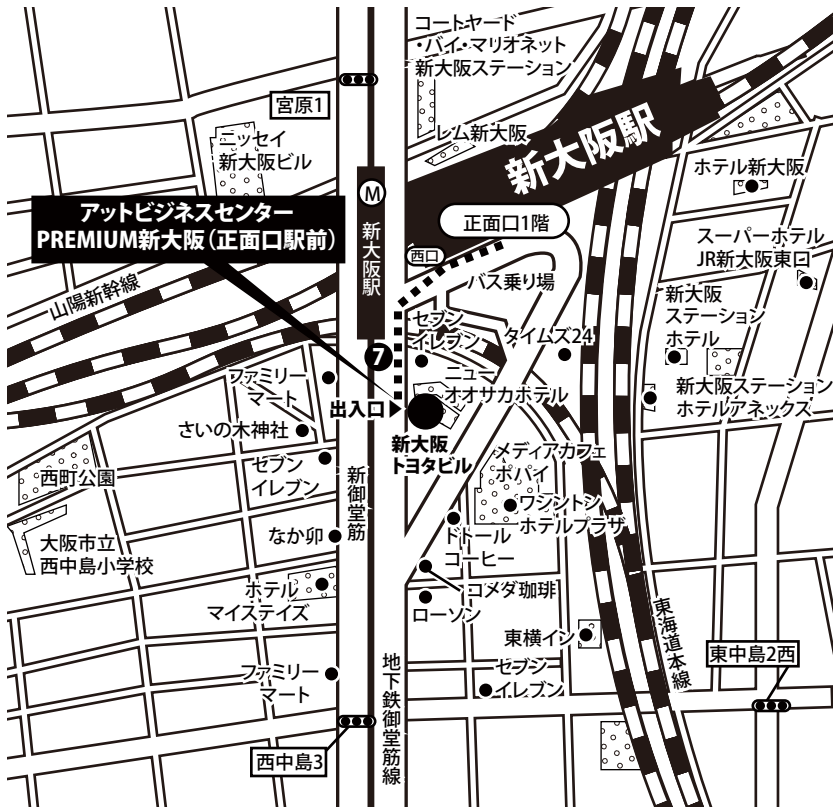 コートヤード
・バイ・マリオネット
新大阪ステーション
宮原1
ニッセイ
新大阪ビル
レム新大阪
新大阪駅
ホテル新大阪
M
新大阪駅
アットビジネスセンター
PREMIUM新大阪（正面口駅前）
正面口1階
西口
バス乗り場
スーパーホテル
JR新大阪東口
山陽新幹線
新大阪
ステーション
ホテル
セブン
イレブン
タイムズ24
7
ファミリー
マート
ニュー
オオサカホテル
新大阪ステーション
ホテルアネックス
出入口
さいの木神社
新大阪
トヨタビル
セブン
イレブン
メディアカフェ
ポパイ
西町公園
新御堂筋
ワシントン
ホテルプラザ
なか卯
ドトール
コーヒー
大阪市立
西中島小学校
ホテル
マイステイズ
コメダ珈琲
ローソン
東海道本線
東横イン
東中島2西
地下鉄御堂筋線
ファミリー
マート
セブン
イレブン
西中島3